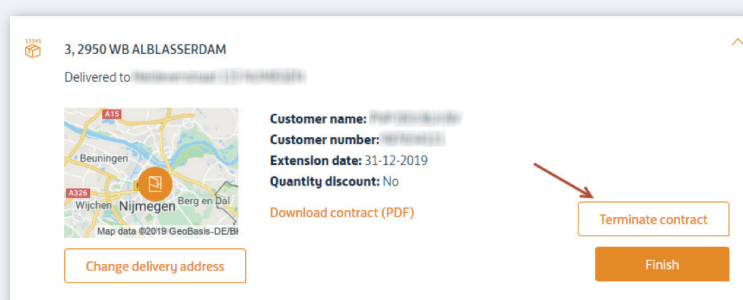 12345
3, 2950 WB ALBLASSERDAM
Delivered to
A15
Beuningen
A326
Wijchen
Nijmegen
Berg en Dal
Map data ©2019 GeoBasis-DE/B
Customer name:
Customer number:
Extension date: 31-12-2019
Quantity discount: No
Download contract (PDF)
Terminate contract
Change delivery address
Finish